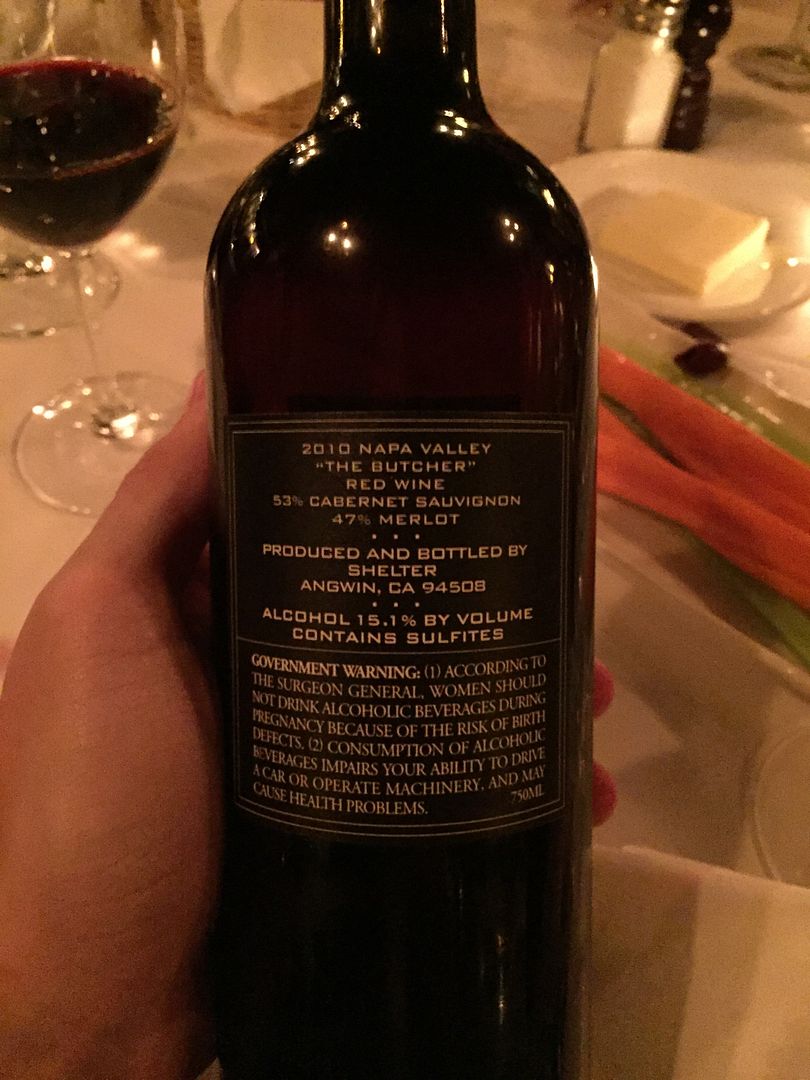 2010 NAPA VALLEY
"THE BUTCHER"
RED WINE
53% CABERNET SAUVIGNON
47% MERLOT
• • •
PRODUCED AND BOTTLED BY
SHELTER
ANGWIN, CA 94508
• • •
ALCOHOL 15.1% BY VOLUME
CONTAINS SULFITES
GOVERNMENT WARNING: (1) ACCORDING TO
THE SURGEON GENERAL, WOMEN SHOULD
NOT DRINK ALCOHOLIC BEVERAGES DURING
PREGNANCY BECAUSE OF THE RISK OF BIRTH
DEFECTS. (2) CONSUMPTION OF ALCOHOLIC
BEVERAGES IMPAIRS YOUR ABILITY TO DRIVE
A CAR OR OPERATE MACHINERY, AND MAY
CAUSE HEALTH PROBLEMS. 750ML